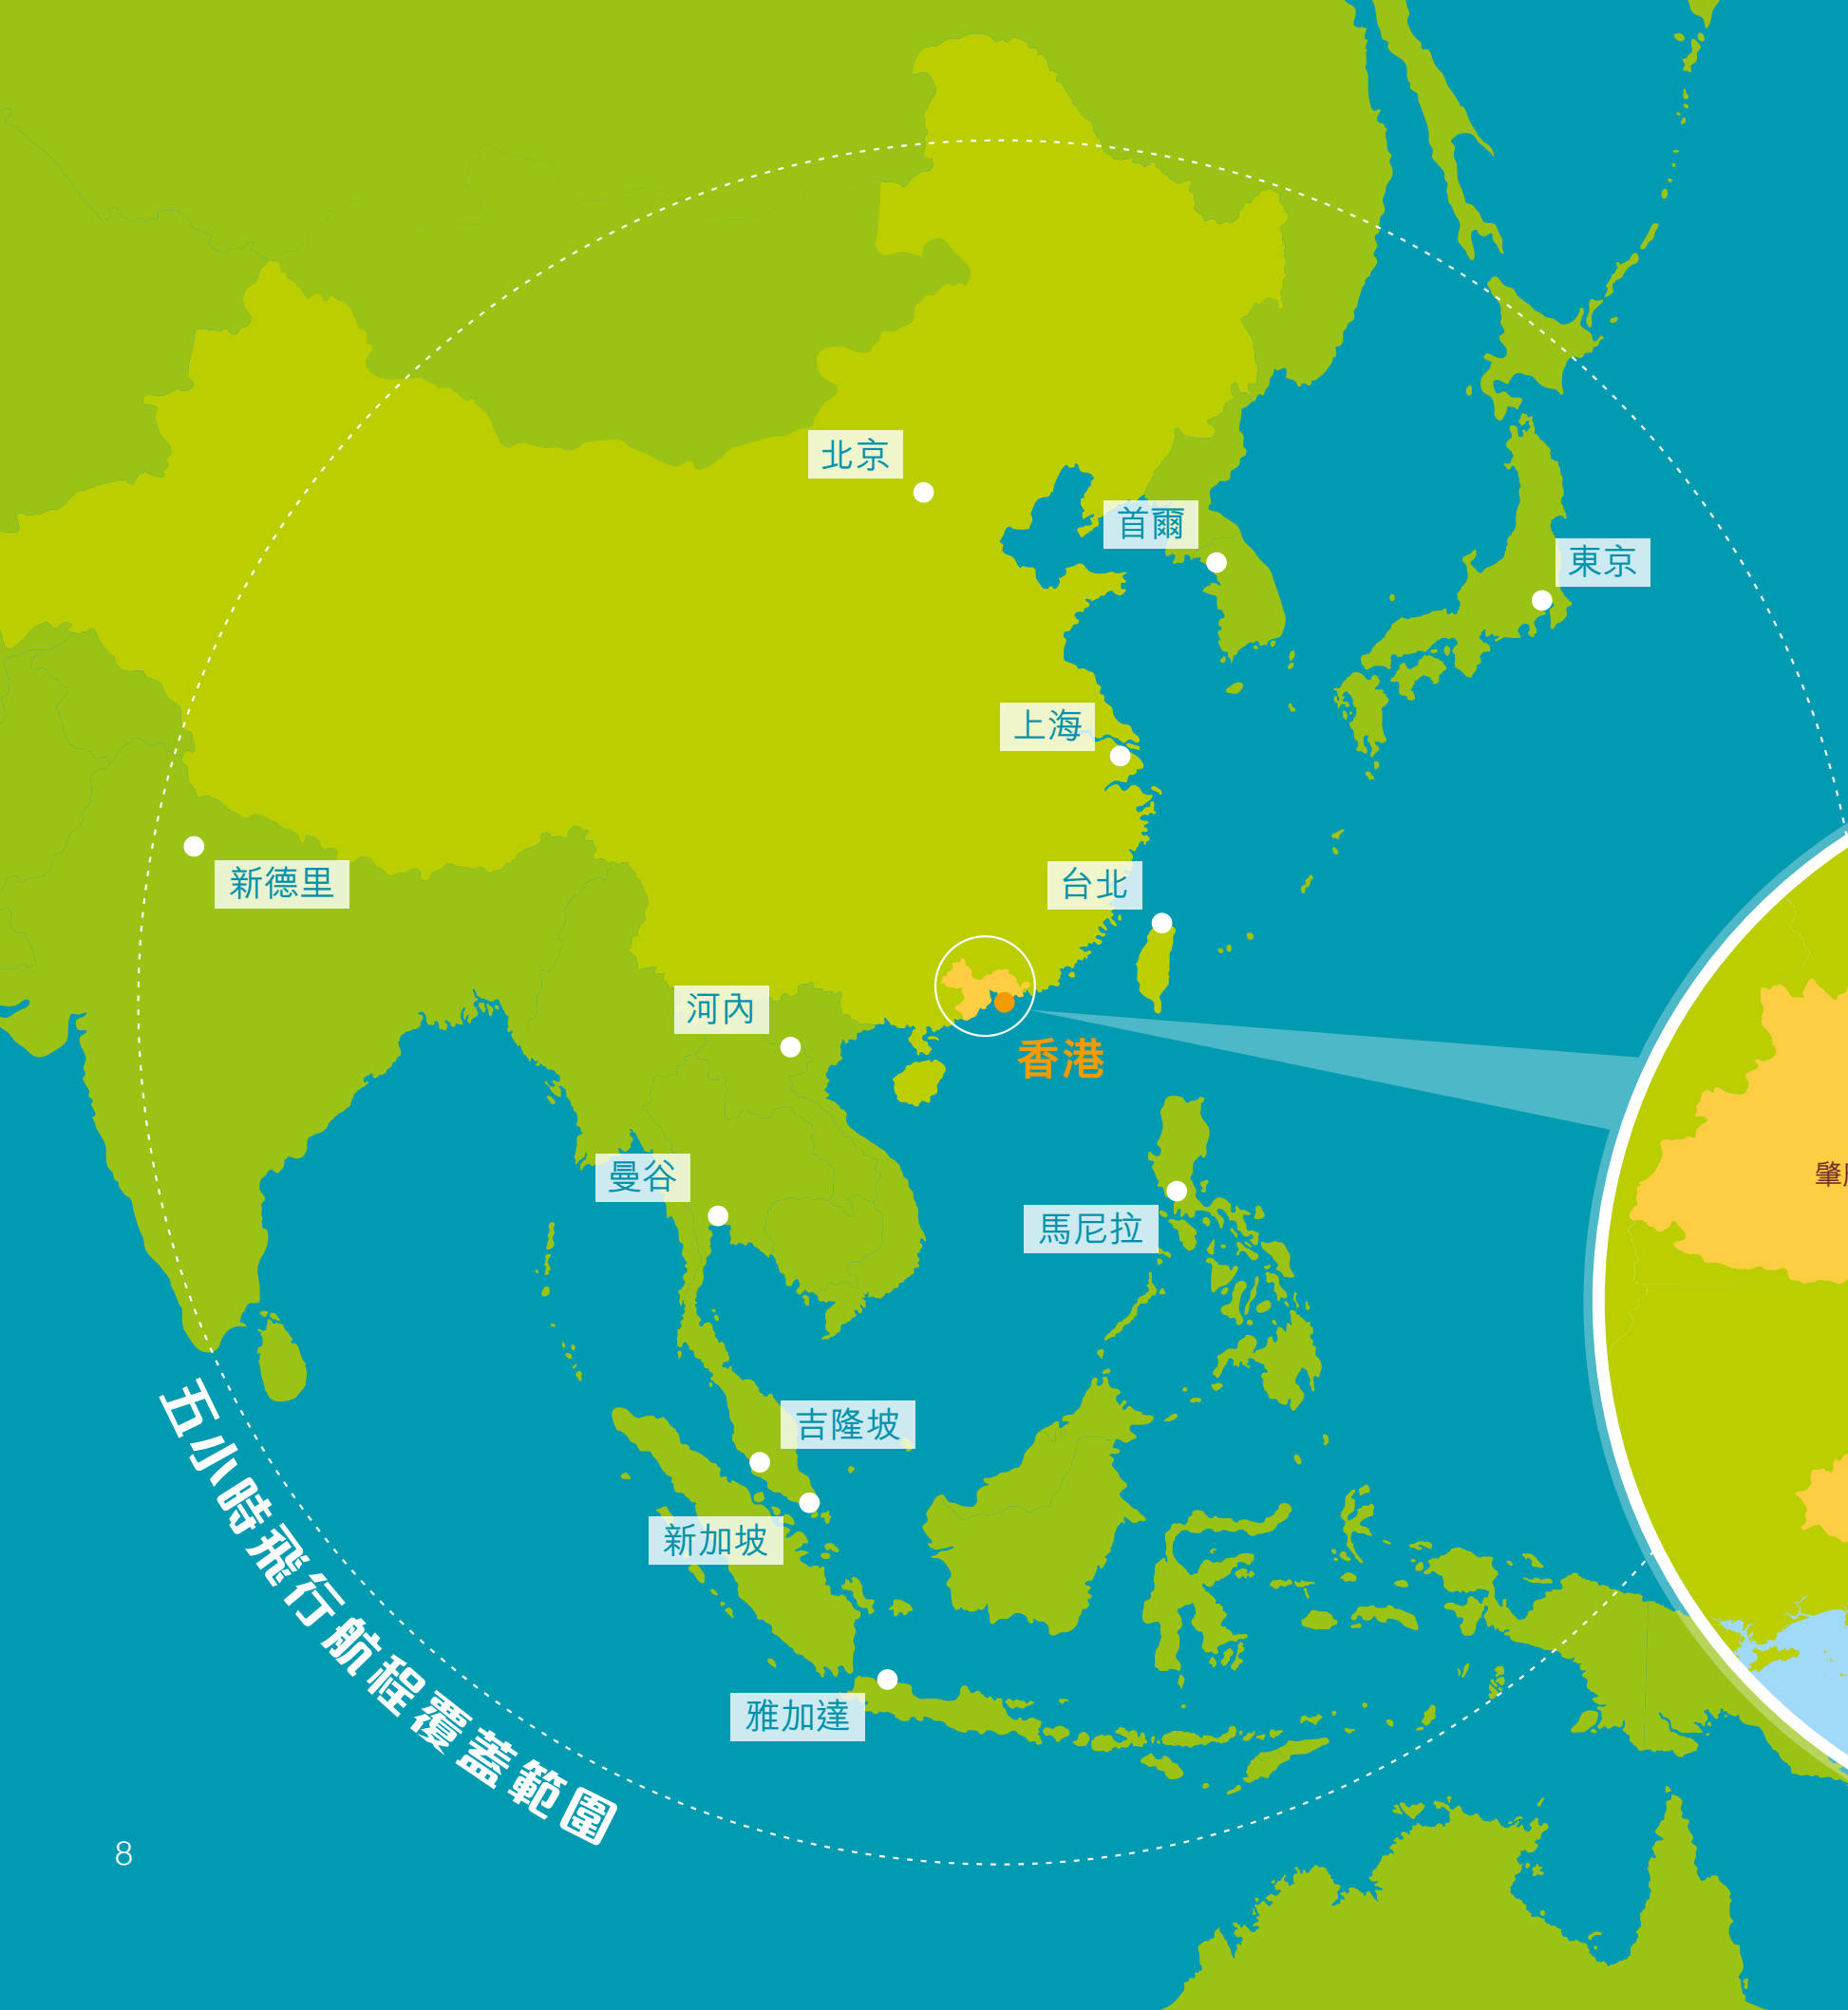 北京
首爾
東京
上海
新德里
台北
河內
香港
曼谷
馬尼拉
肇
吉隆坡
新加坡
雅加達
五小時飛行航程覆蓋範圍
8